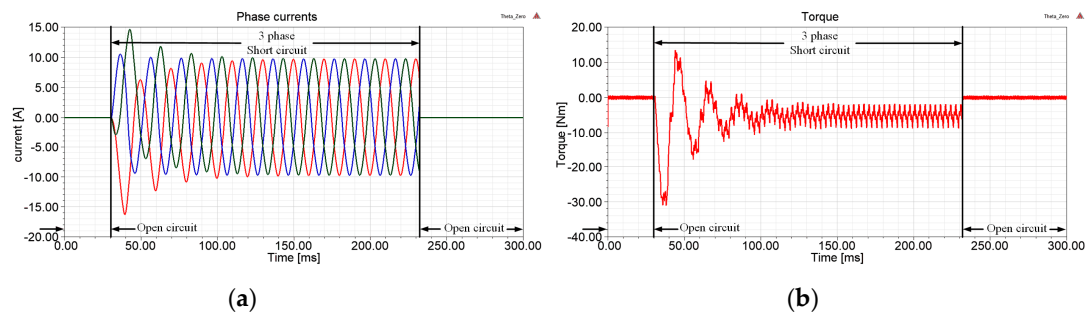 Phase currents
Theta_Zero
15.00
10.00
5.00
0.00
-5.00
-10.00
-15.00
-20.00
current [A]
3 phase
Short circuit
Open circuit
Open circuit
0.00
50.00
100.00
150.00
200.00
250.00
300.00
Time [ms]
(a)
Torque
Theta_Zero
20.00
10.00
0.00
-10.00
-20.00
-30.00
-40.00
Torque [Nm]
3 phase
Short circuit
Open circuit
Open circuit
0.00
50.00
100.00
150.00
200.00
250.00
300.00
Time [ms]
(b)